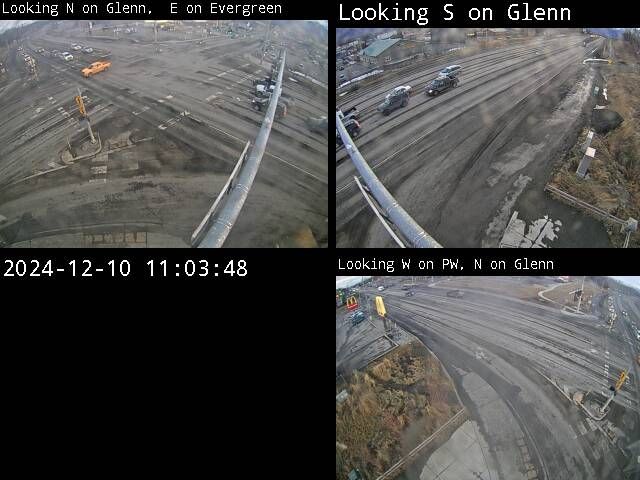 Looking N on Glenn, E on Evergreen
Looking S on Glenn
2024-12-10 11:03:48
Looking W on PW, N on Glenn